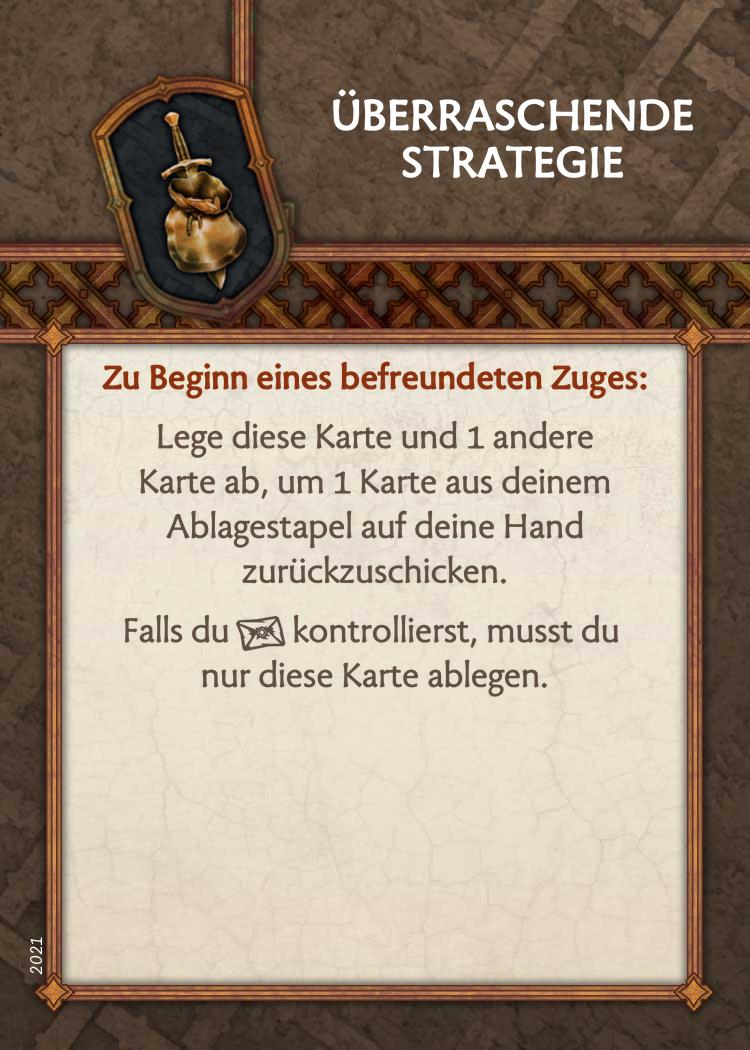 ÜBERRASCHENDE
STRATEGIE
Zu Beginn eines befreundeten Zuges:
Lege diese Karte und 1 andere
Karte ab, um 1 Karte aus deinem
Ablagestapel auf deine Hand
zurückzuschicken.
Falls du kontrollierst, musst du
nur diese Karte ablegen.
2021